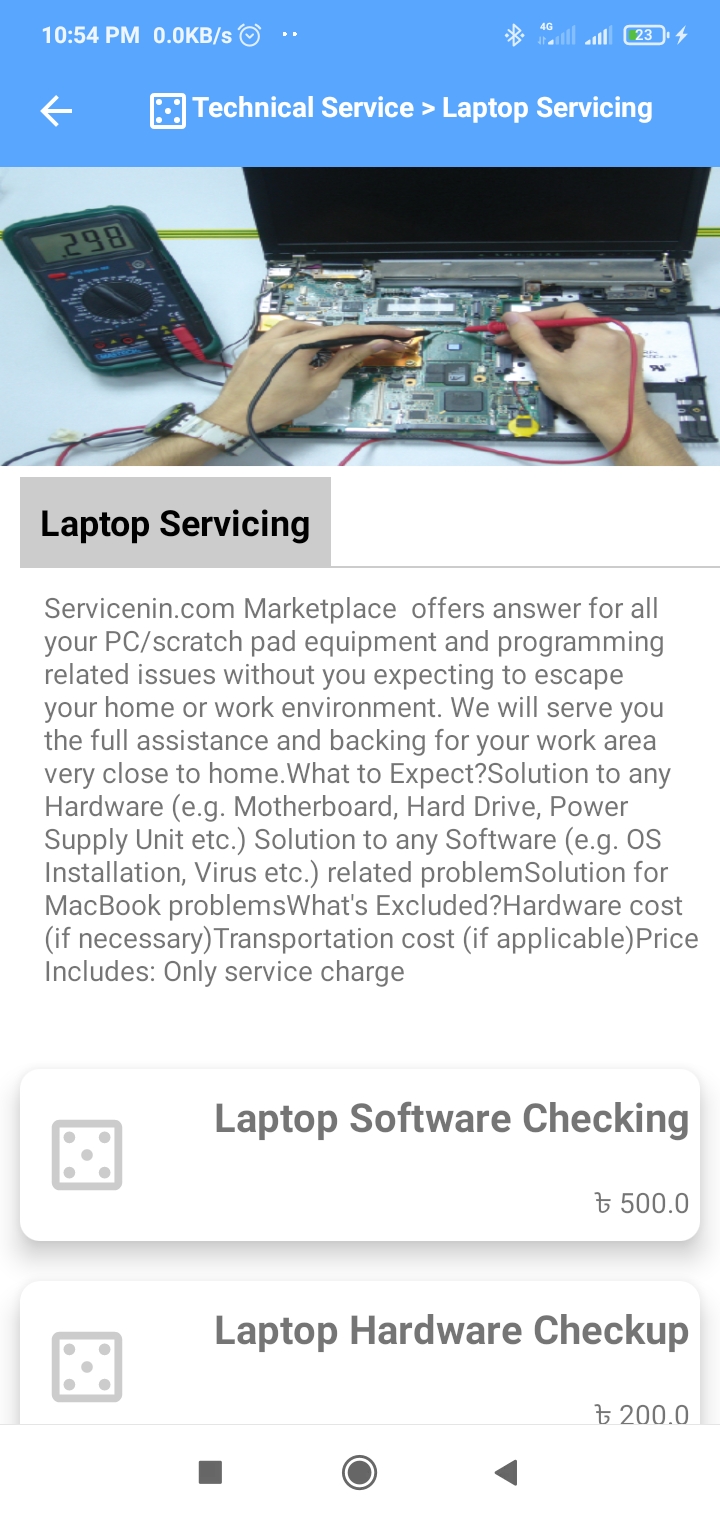 10:54 PM 0.0KB/s
4G
23
Technical Service > Laptop Servicing
298
MASTECH
Laptop Servicing
Servicenin.com Marketplace  offers answer for all
your PC/scratch pad equipment and programming
related issues without you expecting to escape
your home or work environment. We will serve you
the full assistance and backing for your work area
very close to home.What to Expect?Solution to any
Hardware (e.g. Motherboard, Hard Drive, Power
Supply Unit etc.) Solution to any Software (e.g. OS
Installation, Virus etc.) related problemSolution for
MacBook problemsWhat's Excluded?Hardware cost
(if necessary)Transportation cost (if applicable)Price
Includes: Only service charge
Laptop Software Checking
৳ 500.0
Laptop Hardware Checkup
৳ 200.0